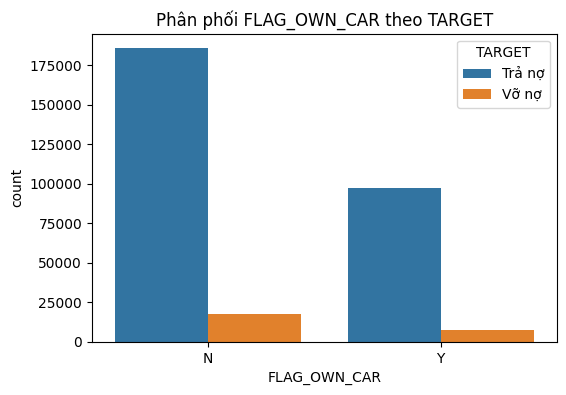 Phân phối FLAG_OWN_CAR theo TARGET
TARGET
Trả nợ
Vỡ nợ
count
175000
150000
125000
100000
75000
50000
25000
0
N
Y
FLAG_OWN_CAR